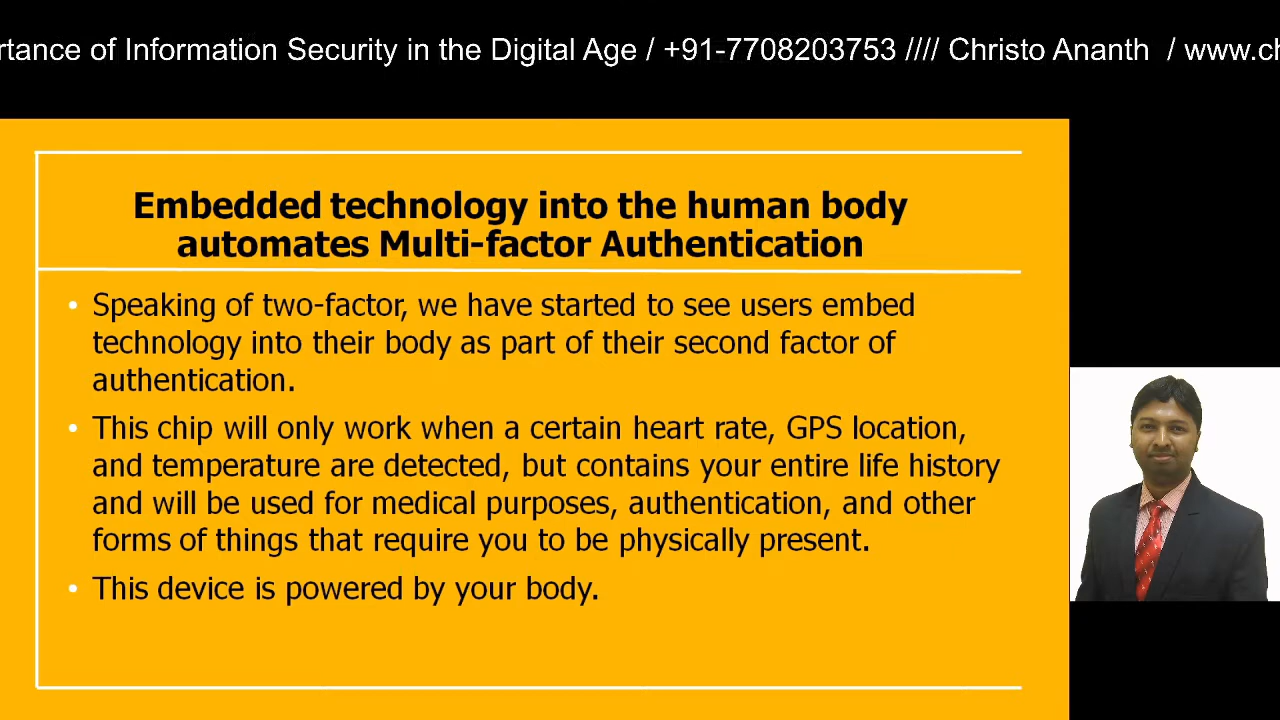 rtance of Information Security in the Digital Age / +91-7708203753 //// Christo Ananth / www.ch
Embedded technology into the human body
automates Multi-factor Authentication
• Speaking of two-factor, we have started to see users embed
technology into their body as part of their second factor of
authentication.
• This chip will only work when a certain heart rate, GPS location,
and temperature are detected, but contains your entire life history
and will be used for medical purposes, authentication, and other
forms of things that require you to be physically present.
• This device is powered by your body.